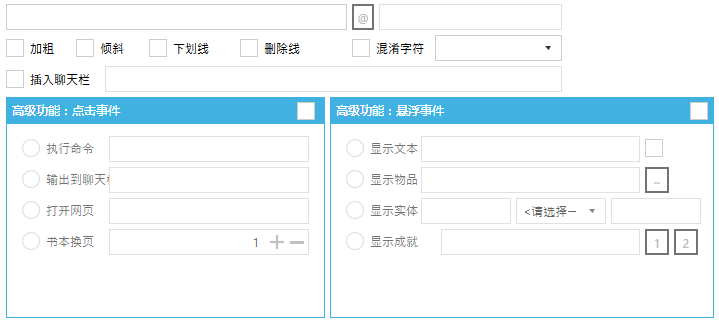 @
加粗 倾斜 下划线 删除线 混淆字符
插入聊天栏
高级功能：点击事件
执行命令
输出到聊天
打开网页
书本换页 1
高级功能：悬浮事件
显示文本
显示物品 ~
显示实体 <请选择—
显示成就 1 2